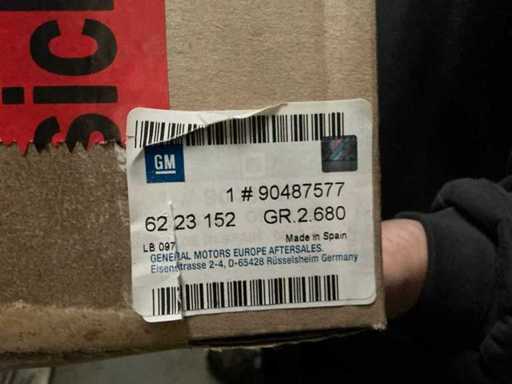 sich
GM
1 # 90487577
62 23 152 GR.2.680
LB 097
Made in Spain
GENERAL MOTORS EUROPE AFTERSALES.
Eisenstrasse 2-4, D-65428 Rüsselsheim Germany